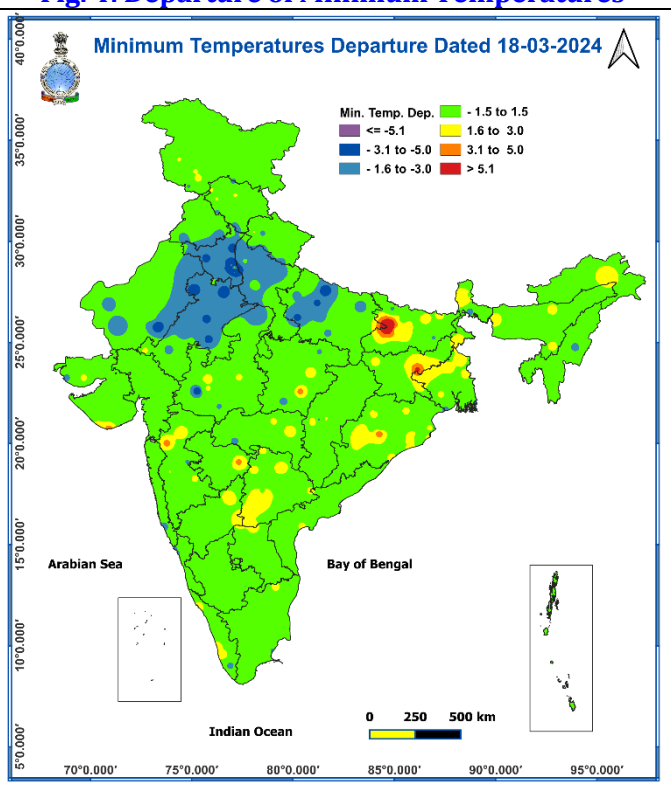 Minimum Temperatures Departure Dated 18-03-2024
Min. Temp. Dep.
<= -5.1
- 3.1 to -5.0
- 1.6 to -3.0
- 1.5 to 1.5
1.6 to 3.0
3.1 to 5.0
> 5.1
40°0.000'
35°0.000'
30°0.000'
25°0.000'
20°0.000'
15°0.000'
10°0.000'
5°0.000'
Arabian Sea
Bay of Bengal
Indian Ocean
0 250 500 km
70°0.000' 75°0.000' 80°0.000' 85°0.000' 90°0.000' 95°0.000'